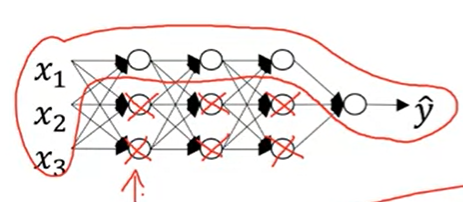 x₁
x₂
x₃
ŷ